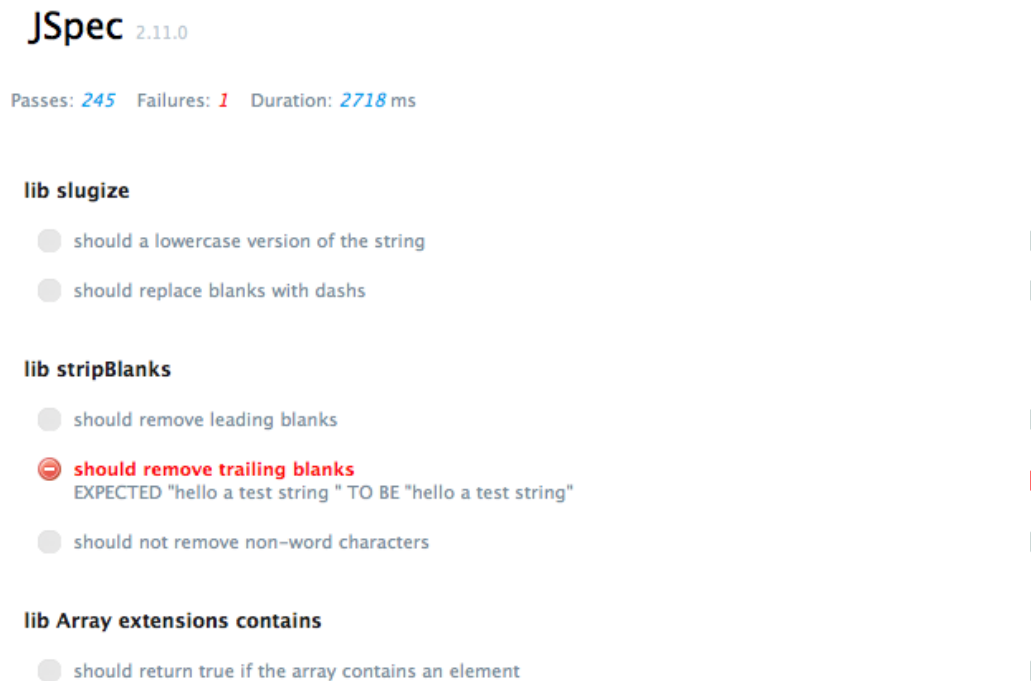 JSpec 2.11.0
Passes: 245 Failures: 1 Duration: 2718 ms
lib slugize
should a lowercase version of the string
should replace blanks with dashs
lib stripBlanks
should remove leading blanks
should remove trailing blanks
EXPECTED "hello a test string " TO BE "hello a test string"
should not remove non-word characters
lib Array extensions contains
should return true if the array contains an element